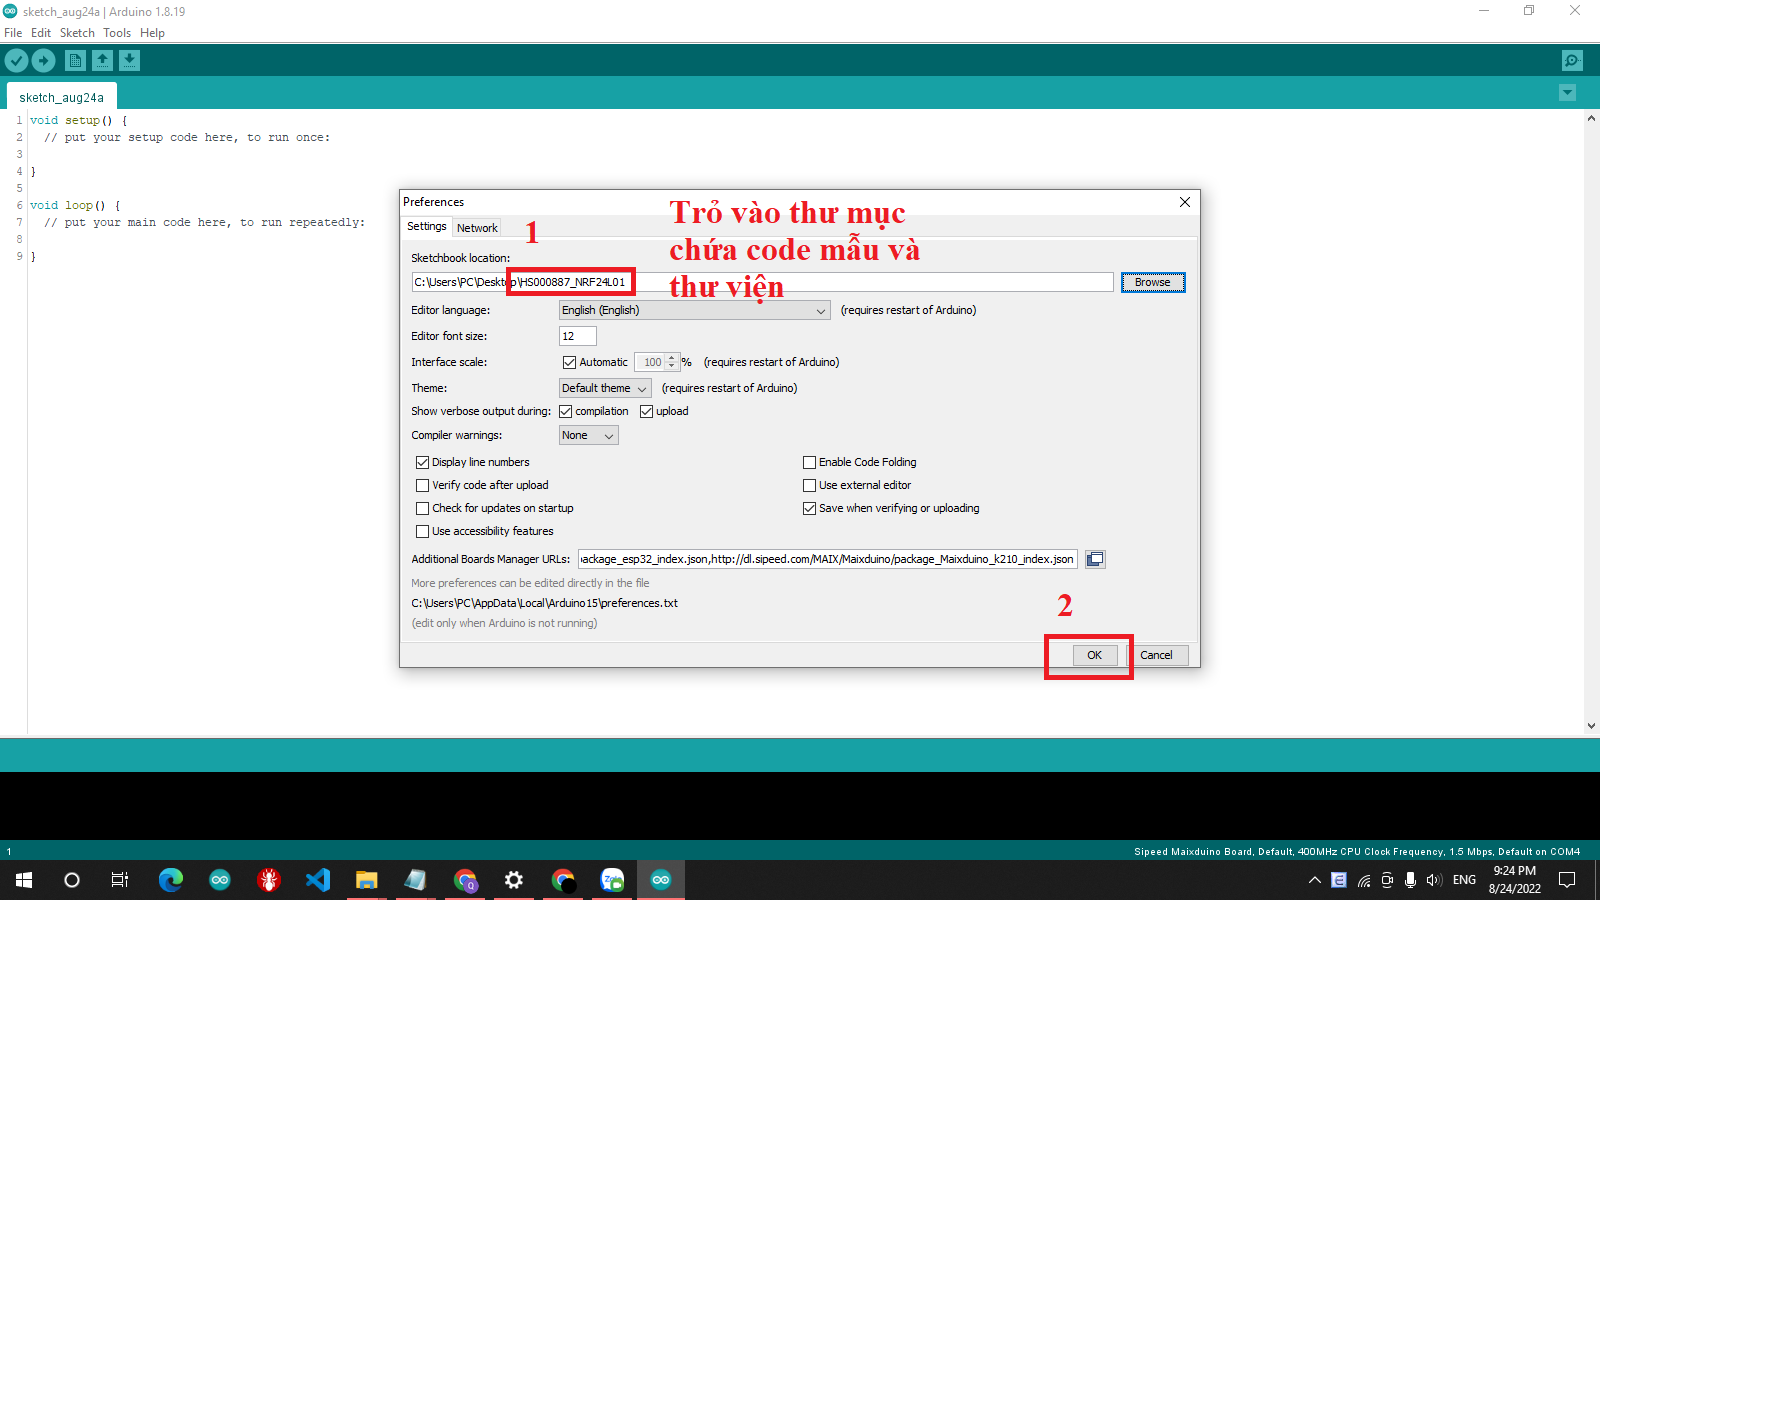 sketch_aug24a | Arduino 1.8.19
File Edit Sketch Tools Help
sketch_aug24a
1 void setup() {
2 // put your setup code here, to run once:
3
4 }
5
6 void loop() {
7 // put your main code here, to run repeatedly:
8
9 }
Preferences
Settings Network
1
Trỏ vào thư mục
chứa code mẫu và
thư viện
Sketchbook location:
C:\Users\PC\Desktop\HS000887_NRF24L01
Browse
Editor language: English (English) (requires restart of Arduino)
Editor font size: 12
Interface scale: Automatic 100 % (requires restart of Arduino)
Theme: Default theme (requires restart of Arduino)
Show verbose output during: compilation upload
Compiler warnings: None
Display line numbers Enable Code Folding
Verify code after upload Use external editor
Check for updates on startup Save when verifying or uploading
Use accessibility features
Additional Boards Manager URLs: package_esp32_index.json,http://dl.sipeed.com/MAIX/Maixduino/package_Maixduino_k210_index.json
More preferences can be edited directly in the file
C:\Users\PC\AppData\Local\Arduino15\preferences.txt
(edit only when Arduino is not running)
2
OK Cancel
1 Sipeed Maixduino Board, Default, 400MHz CPU Clock Frequency, 1.5 Mbps, Default on COM4
Q
Zalo
ENG
9:24 PM
8/24/2022